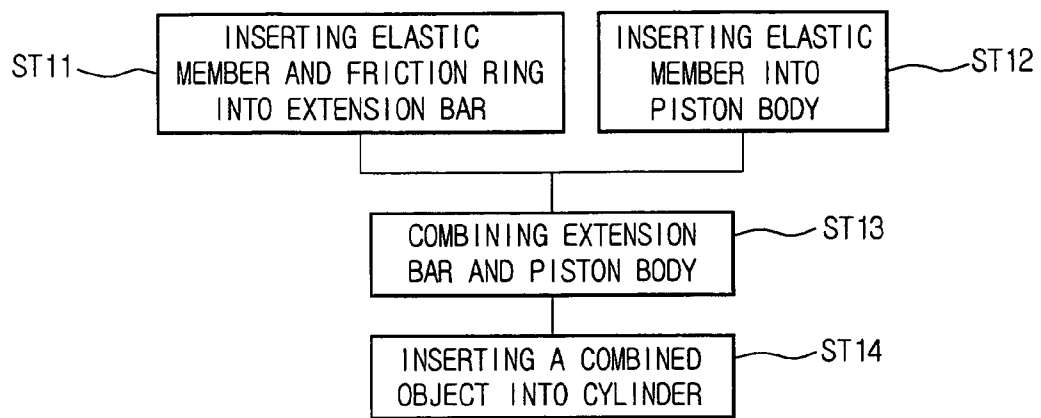 ST11
INSERTING ELASTIC
MEMBER AND FRICTION RING
INTO EXTENSION BAR
INSERTING ELASTIC
MEMBER INTO
PISTON BODY
ST12
COMBINING EXTENSION
BAR AND PISTON BODY
ST13
INSERTING A COMBINED
OBJECT INTO CYLINDER
ST14